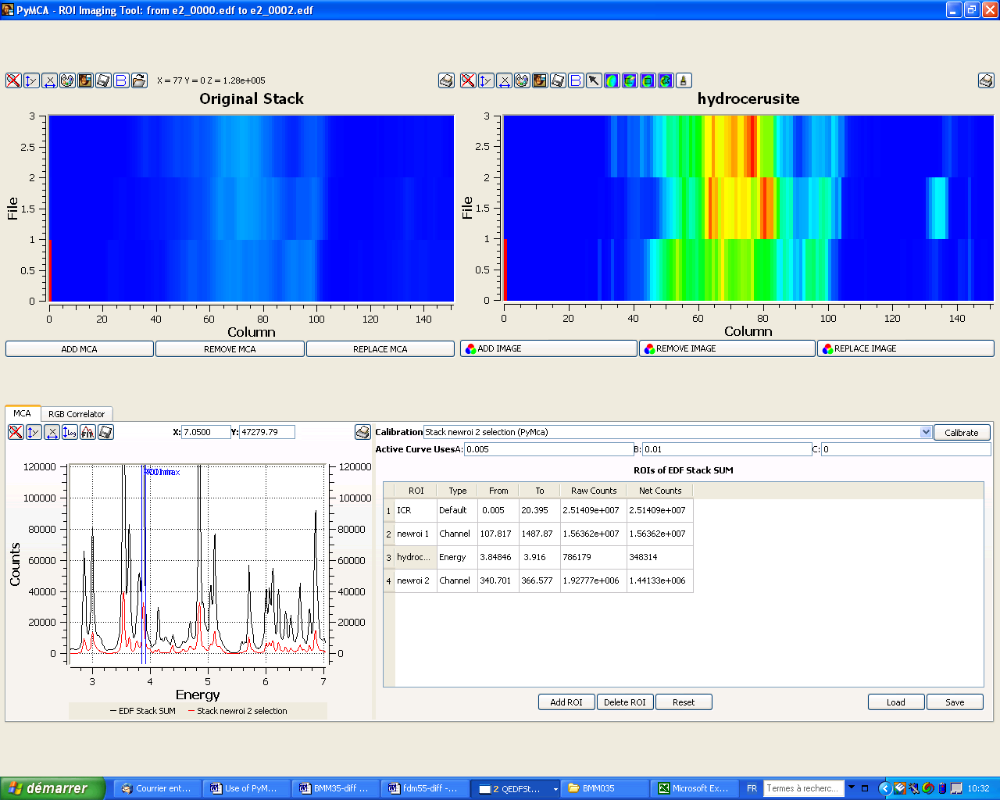 PyMCA - ROI Imaging Tool: from e2_0000.edf to e2_0002.edf
X = 77 Y = 0 Z = 1.28e+005
Original Stack
hydrocerusite
3
2.5
2
1.5
1
0.5
0
File
0 20 40 60 80 100 120 140
Column
3
2.5
2
1.5
1
0.5
0
File
0 20 40 60 80 100 120 140
Column
ADD MCA REMOVE MCA REPLACE MCA
ADD IMAGE REMOVE IMAGE REPLACE IMAGE
MCA RGB Correlator
Log
Fit
X: 7.0500 Y: 47279.79
Calibration Stack newroi 2 selection (PyMca) Calibrate
Active Curve Uses A: 0.005 B: 0.01 C: 0
ROIs of EDF Stack SUM
ROI Type From To Raw Counts Net Counts
1 ICR Default 0.005 20.395 2.51409e+007 2.51409e+007
2 newroi 1 Channel 107.817 1487.87 1.56362e+007 1.56362e+007
3 hydroc... Energy 3.84846 3.916 786179 348314
4 newroi 2 Channel 340.701 366.577 1.92777e+006 1.44133e+006
Add ROI Delete ROI Reset Load Save
120000
100000
80000
60000
40000
20000
0
Counts
120000
100000
80000
60000
40000
20000
0
3 4 5 6 7
Energy
EDF Stack SUM Stack newroi 2 selection
démarrer Courrier ent... Use of PyM... BMM35-diff ... fdm55-diff -... 2 QEDFSt... BMM035 Microsoft Ex... FR Termes à recherc... 10:32